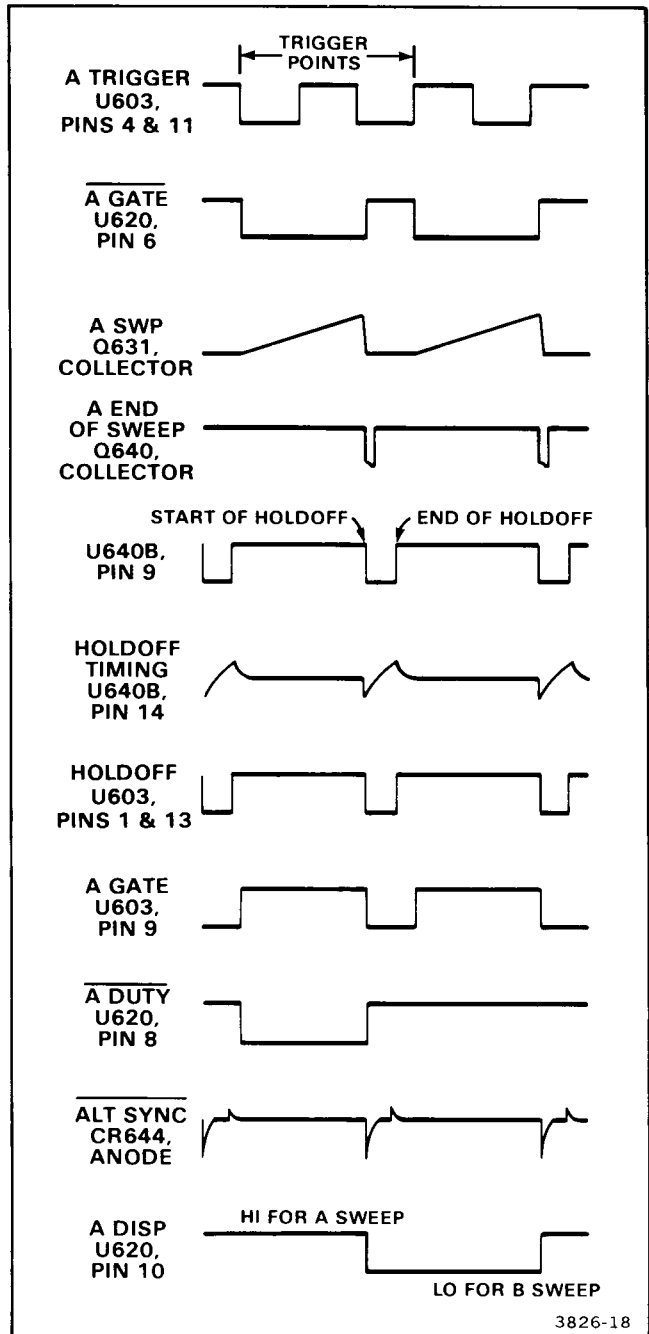 TRIGGER
POINTS
A TRIGGER
U603,
PINS 4 & 11
A GATE
U620,
PIN 6
A SWP
Q631,
COLLECTOR
A END
OF SWEEP
Q640,
COLLECTOR
START OF HOLDOFF
END OF HOLDOFF
U640B,
PIN 9
HOLDOFF
TIMING
U640B,
PIN 14
HOLDOFF
U603,
PINS 1 & 13
A GATE
U603,
PIN 9
A DUTY
U620,
PIN 8
ALT SYNC
CR644,
ANODE
HI FOR A SWEEP
A DISP
U620,
PIN 10
LO FOR B SWEEP
3826-18